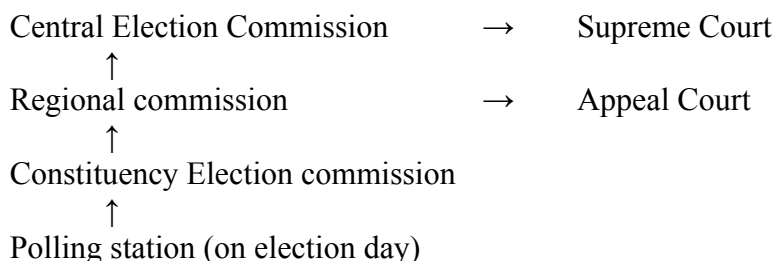 Central Election Commission → Supreme Court
↑
Regional commission → Appeal Court
↑
Constituency Election commission
↑
Polling station (on election day)